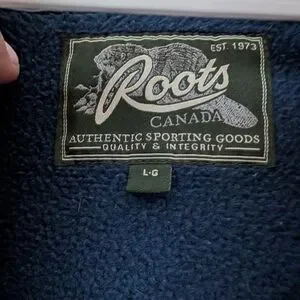 EST. 1973
Roots
CANADA
AUTHENTIC SPORTING GOODS
QUALITY & INTEGRITY
L·G